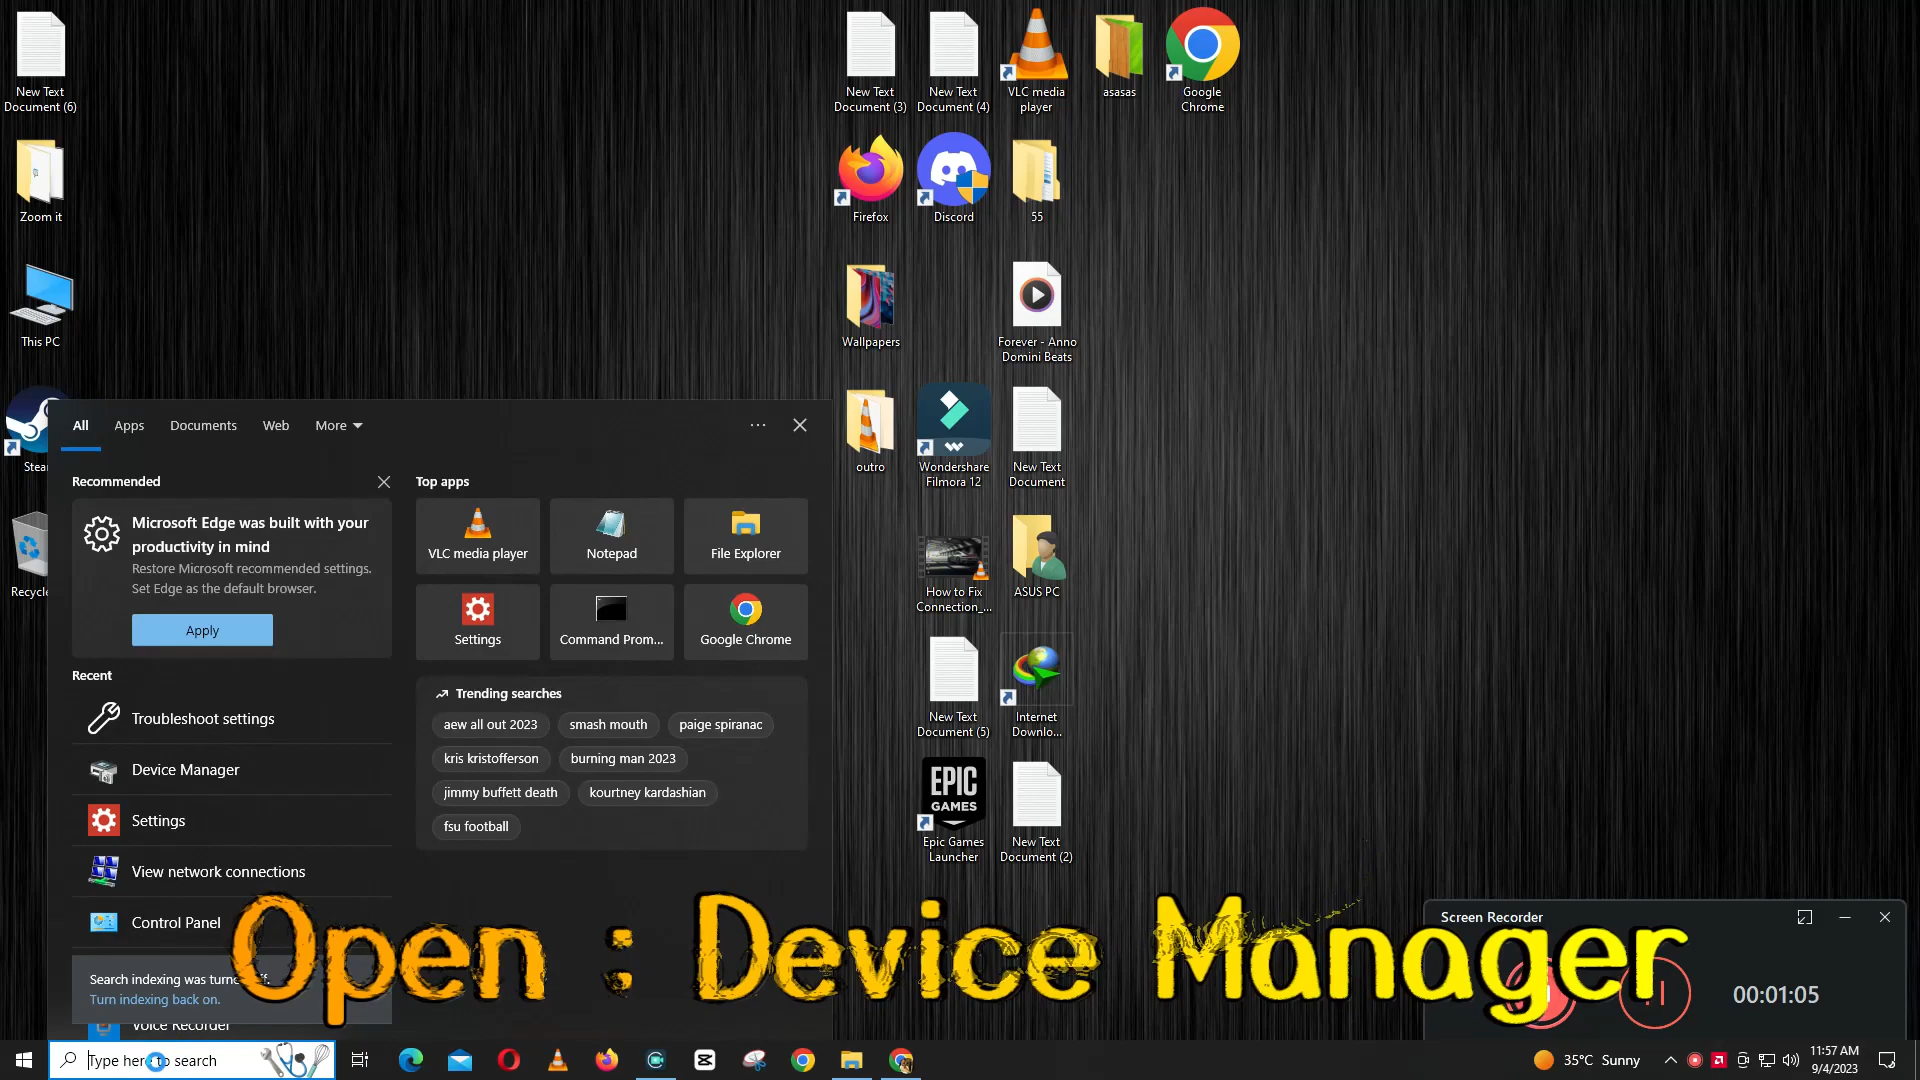 New Text
Document (6)
New Text
Document (3)
New Text
Document (4)
VLC media
player
asasas
Google
Chrome
Zoom it
Firefox
Discord
55
This PC
Wallpapers
Forever - Anno
Domini Beats
Stea
outro
Wondershare
Filmora 12
New Text
Document
Recycle
How to Fix
Connection_...
ASUS PC
New Text
Document (5)
Internet
Downlo...
EPIC
GAMES
Epic Games
Launcher
New Text
Document (2)
All
Apps
Documents
Web
More
Recommended
Microsoft Edge was built with your
productivity in mind
Restore Microsoft recommended settings.
Set Edge as the default browser.
Apply
Recent
Troubleshoot settings
Device Manager
Settings
View network connections
Control Panel
Search indexing was turne ff.
Turn indexing back on.
Voice Recorder
Top apps
VLC media player
Notepad
File Explorer
Settings
Command Prom...
Google Chrome
Trending searches
aew all out 2023
smash mouth
paige spiranac
kris kristofferson
burning man 2023
jimmy buffett death
kourtney kardashian
fsu football
Open : Device Manager
Screen Recorder
00:01:05
Type here to search
35°C Sunny
11:57 AM
9/4/2023